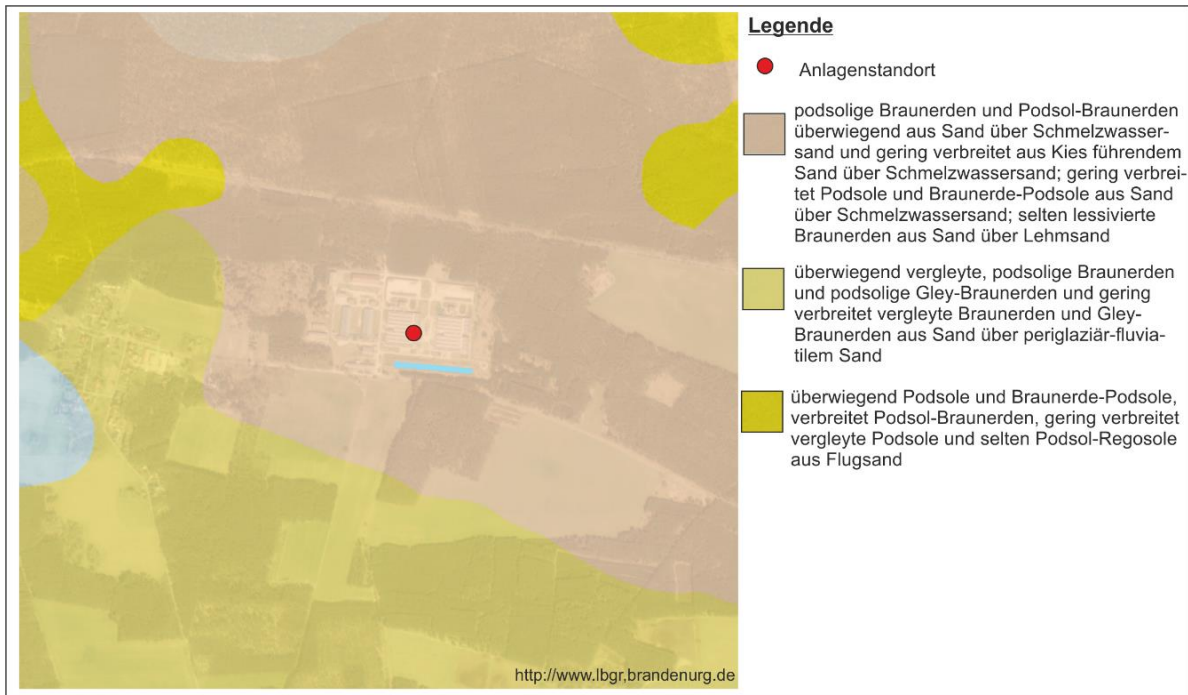 Legende
Anlagenstandort
podsolige Braunerden und Podsol-Braunerden
überwiegend aus Sand über Schmelzwasser-
sand und gering verbreitet aus Kies führendem
Sand über Schmelzwassersand; gering verbrei-
tet Podsole und Braunerde-Podsole aus Sand
über Schmelzwassersand; selten lessivierte
Braunerden aus Sand über Lehmsand
überwiegend vergleyte, podsolige Braunerden
und podsolige Gley-Braunerden und gering
verbreitet vergleyte Braunerden und Gley-
Braunerden aus Sand über periglaziär-fluvia-
tilem Sand
überwiegend Podsole und Braunerde-Podsole,
verbreitet Podsol-Braunerden, gering verbreitet
vergleyte Podsole und selten Podsol-Regosole
aus Flugsand
http://www.lbgr,brandenurg.de